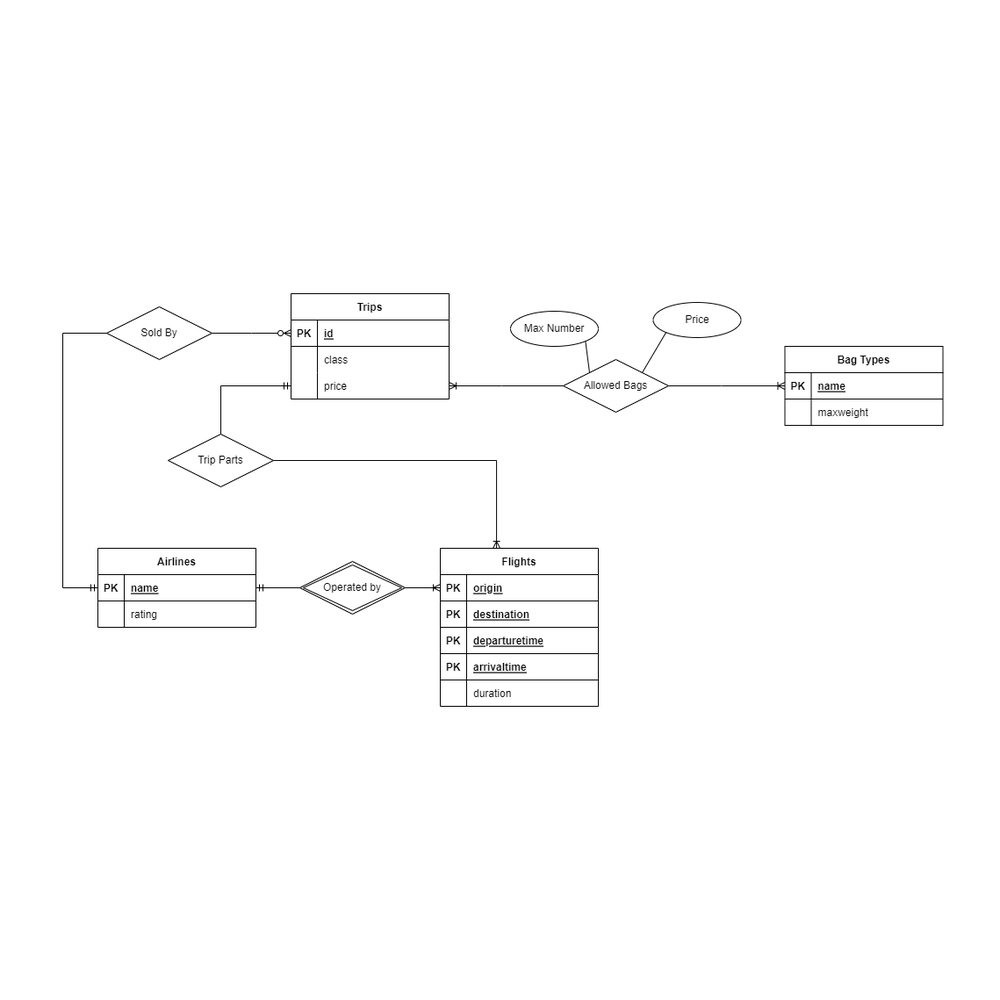 Trips
Sold By
PK id
class
price
Max Number
Price
Allowed Bags
Bag Types
PK name
maxweight
Trip Parts
Airlines
PK name
rating
Operated by
Flights
PK origin
PK destination
PK departuretime
PK arrivaltime
duration